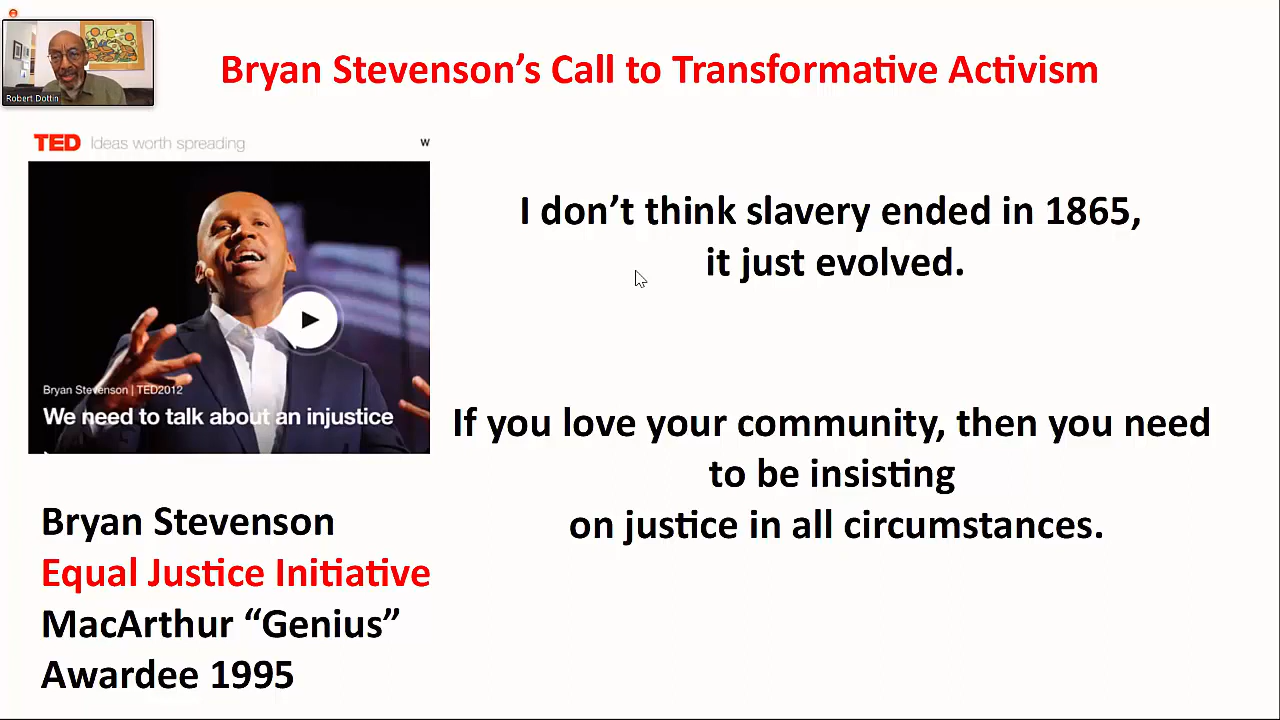 Robert Dottin
Bryan Stevenson’s Call to Transformative Activism
TED Ideas worth spreading
W
Bryan Stevenson | TED2012
We need to talk about an injustice
I don’t think slavery ended in 1865,
it just evolved.
If you love your community, then you need
to be insisting
on justice in all circumstances.
Bryan Stevenson
Equal Justice Initiative
MacArthur “Genius”
Awardee 1995